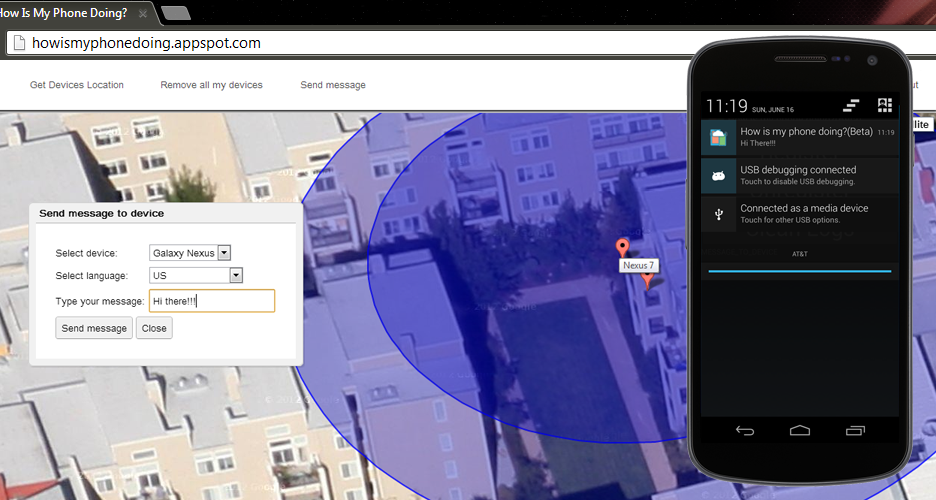 How Is My Phone Doing?
howismyphonedoing.appspot.com
Get Devices Location
Remove all my devices
Send message
Send message to device
Select device:
Galaxy Nexus
Select language:
US
Type your message:
Hi there!!!
Send message
Close
Nexus 7
11:19
SUN, JUNE 16
How is my phone doing?(Beta)
11:19
Hi There!!!
USB debugging connected
Touch to disable USB debugging.
Connected as a media device
Touch for other USB options.
AT&T